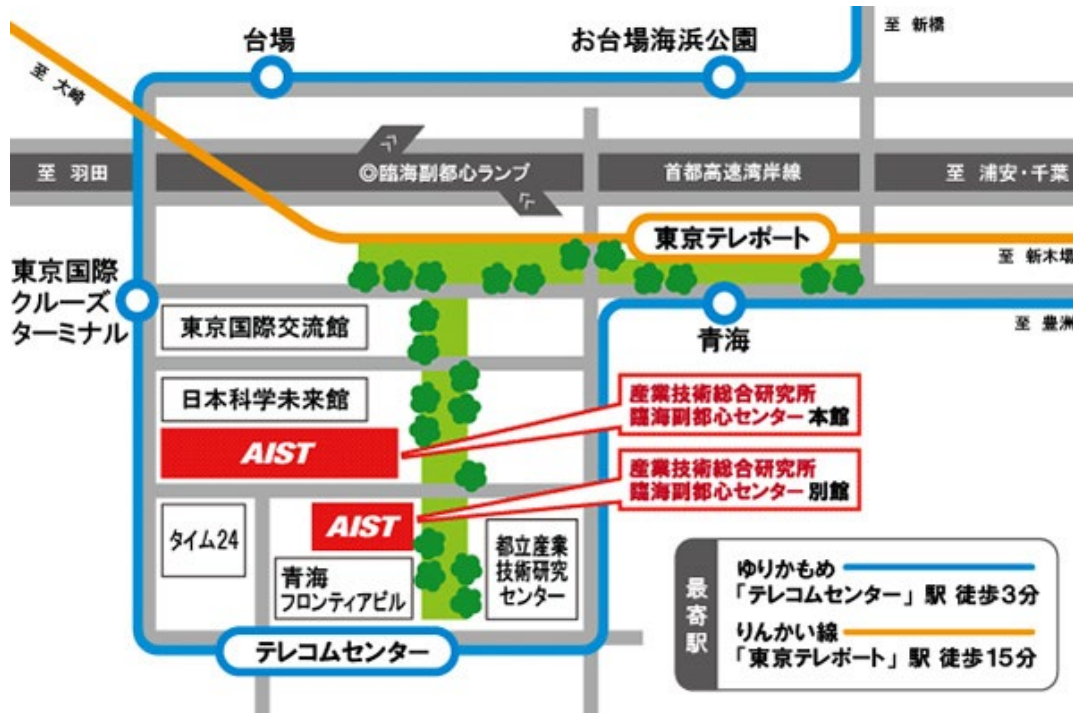 至 新橋
台場
お台場海浜公園
至 大崎
至 羽田
◎臨海副都心ランプ
首都高速湾岸線
至 浦安・千葉
東京テレポート
至 新木場
東京国際
クルーズ
ターミナル
至 豊洲
東京国際交流館
青海
日本科学未来館
産業技術総合研究所
臨海副都心センター 本館
AIST
産業技術総合研究所
臨海副都心センター 別館
タイム24
AIST
都立産業
技術研究
センター
青海
フロンティアビル
テレコムセンター
最寄駅
ゆりかもめ
「テレコムセンター」駅 徒歩3分
りんかい線
「東京テレポート」駅 徒歩15分